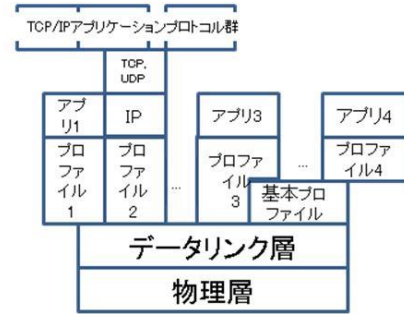 TCP/IPアプリケーションプロトコル群
TCP,
UDP
アプ
リ1
IP
アプリ3
アプリ4
プロ
ファ
イル
1
プロ
ファ
イル
2
...
プロファ
イル
3
...
プロファ
イル4
基本プロ
ファイル
データリンク層
物理層